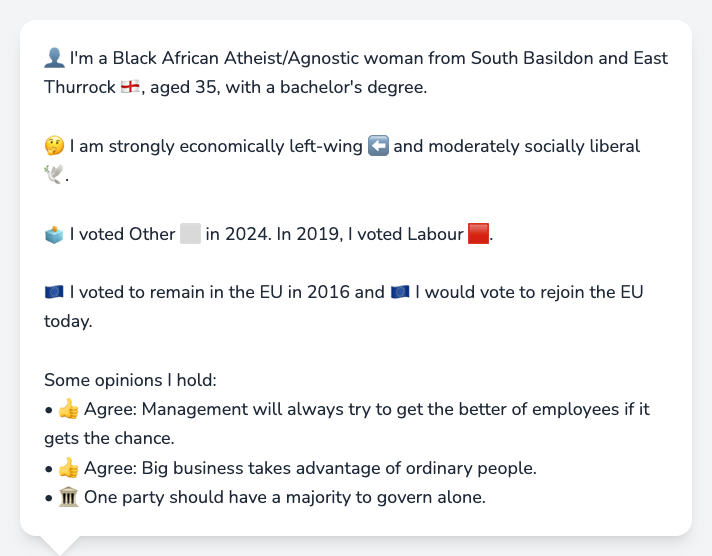 👤 I'm a Black African Atheist/Agnostic woman from South Basildon and East
Thurrock 🏴󠁧󠁢󠁥󠁮󠁧󠁿, aged 35, with a bachelor's degree.
🤔 I am strongly economically left-wing ⬅️ and moderately socially liberal
🕊️.
🗳️ I voted Other ⬜ in 2024. In 2019, I voted Labour 🟥.
🇪🇺 I voted to remain in the EU in 2016 and 🇪🇺 I would vote to rejoin the EU
today.
Some opinions I hold:
• 👍 Agree: Management will always try to get the better of employees if it
gets the chance.
• 👍 Agree: Big business takes advantage of ordinary people.
• 🏛️ One party should have a majority to govern alone.